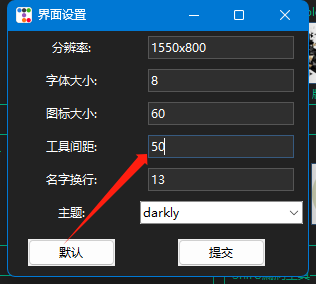 界面设置
分辨率: 1550x800
字体大小: 8
图标大小: 60
工具间距: 50
名字换行: 13
主题: darkly
默认 提交